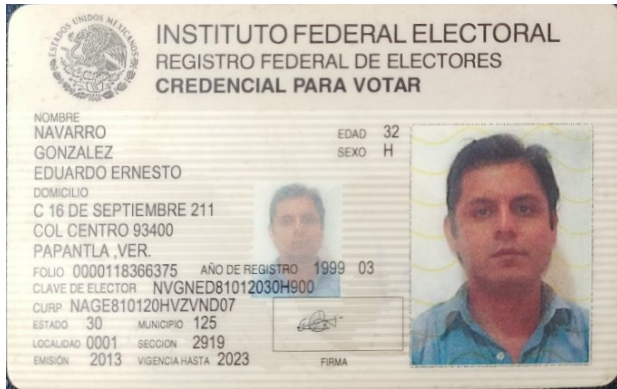 ESTADOS UNIDOS MEXICANOS
INSTITUTO FEDERAL ELECTORAL
REGISTRO FEDERAL DE ELECTORES
CREDENCIAL PARA VOTAR
NOMBRE
NAVARRO
GONZALEZ
EDUARDO ERNESTO
EDAD 32
SEXO H
DOMICILIO
C 16 DE SEPTIEMBRE 211
COL CENTRO 93400
PAPANTLA ,VER.
FOLIO 0000118366375 AÑO DE REGISTRO 1999 03
CLAVE DE ELECTOR NVGNED81012030H900
CURP NAGE810120HVZVND07
ESTADO 30 MUNICIPIO 125
LOCALIDAD 0001 SECCION 2919
EMISIÓN 2013 VIGENCIA HASTA 2023
FIRMA